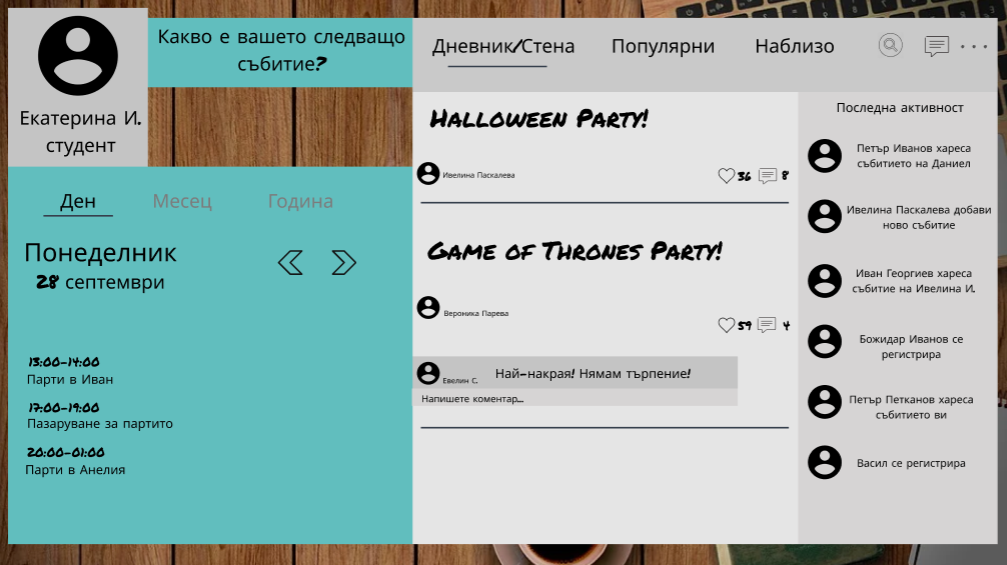 Екатерина И.
студент
Какво е вашето следващо
събитие?
Дневник/Стена
Популярни
Наблизо
Ден
Месец
Година
Понеделник
28 септември
13:00-14:00
Парти в Иван
17:00-19:00
Пазаруване за партито
20:00-01:00
Парти в Анелия
Halloween Party!
Ивелина Паскалева
36
8
Game of Thrones Party!
Вероника Парева
59
4
Евелин С.
Най-накрая! Нямам търпение!
Напишете коментар...
Последна активност
Петър Иванов хареса
събитието на Даниел
Ивелина Паскалева добави
ново събитие
Иван Георгиев хареса
събитие на Ивелина И.
Божидар Иванов се
регистрира
Петър Петканов хареса
събитието ви
Васил се регистрира